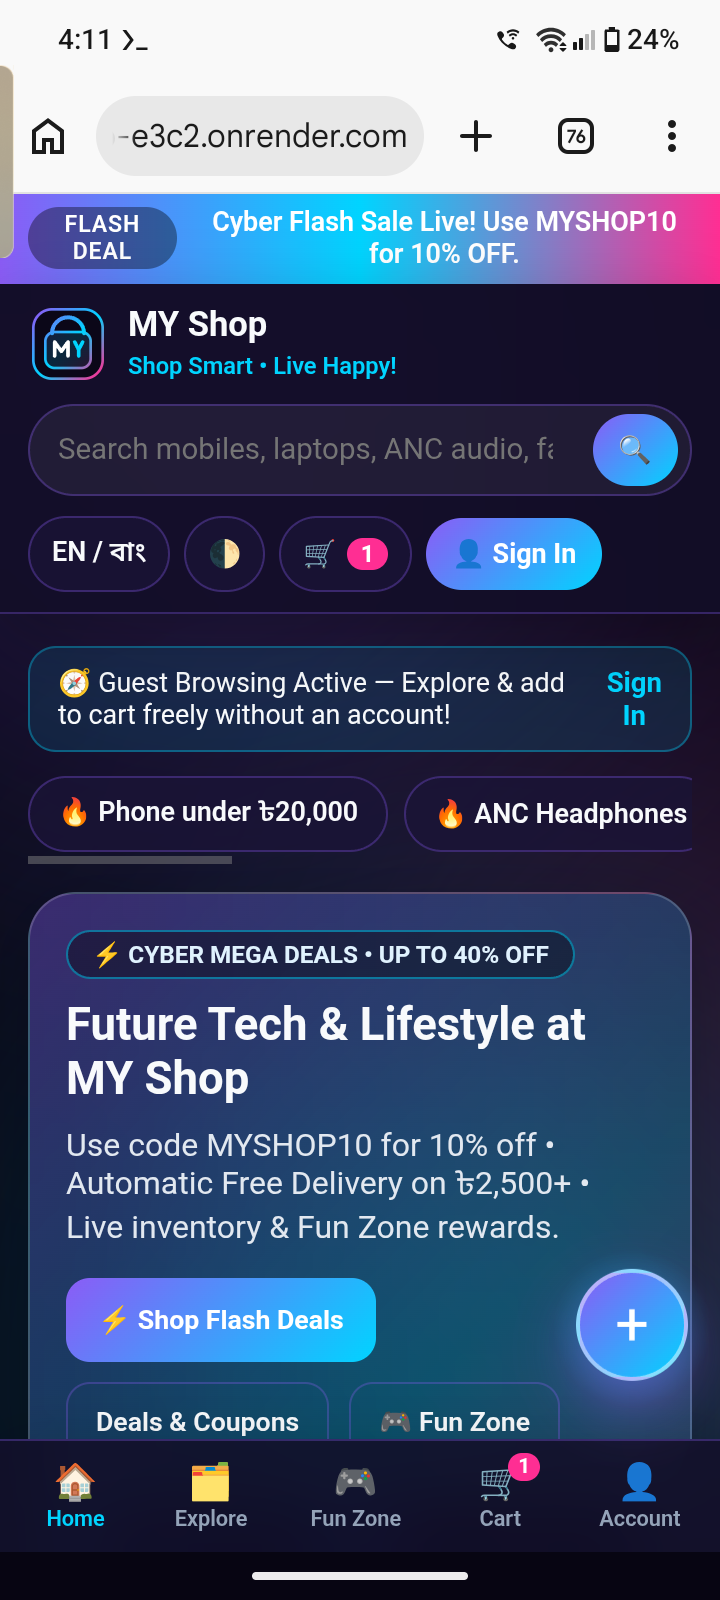 4:11
24%
-e3c2.onrender.com
76
FLASH
DEAL
Cyber Flash Sale Live! Use MYSHOP10
for 10% OFF.
MY
MY Shop
Shop Smart • Live Happy!
Search mobiles, laptops, ANC audio, fa
EN / বাং
1
Sign In
🧭 Guest Browsing Active — Explore & add
to cart freely without an account!
Sign
In
🔥 Phone under ৳20,000
🔥 ANC Headphones
⚡ CYBER MEGA DEALS • UP TO 40% OFF
Future Tech & Lifestyle at
MY Shop
Use code MYSHOP10 for 10% off •
Automatic Free Delivery on ৳2,500+ •
Live inventory & Fun Zone rewards.
⚡ Shop Flash Deals
+
Deals & Coupons
🎮 Fun Zone
1
Home
Explore
Fun Zone
Cart
Account